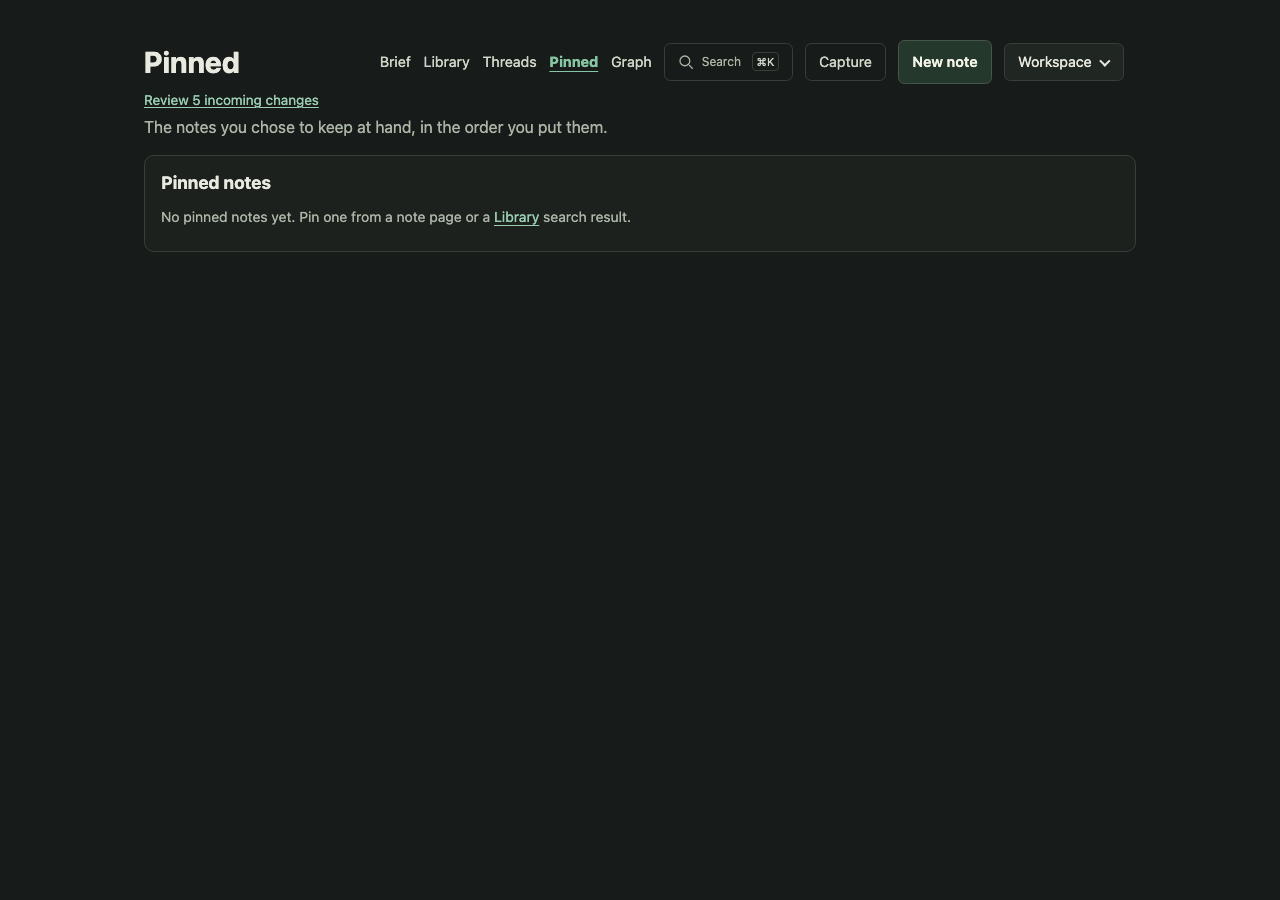 Pinned
Brief Library Threads Pinned Graph Search ⌘K Capture New note Workspace
Review 5 incoming changes
The notes you chose to keep at hand, in the order you put them.
Pinned notes
No pinned notes yet. Pin one from a note page or a Library search result.